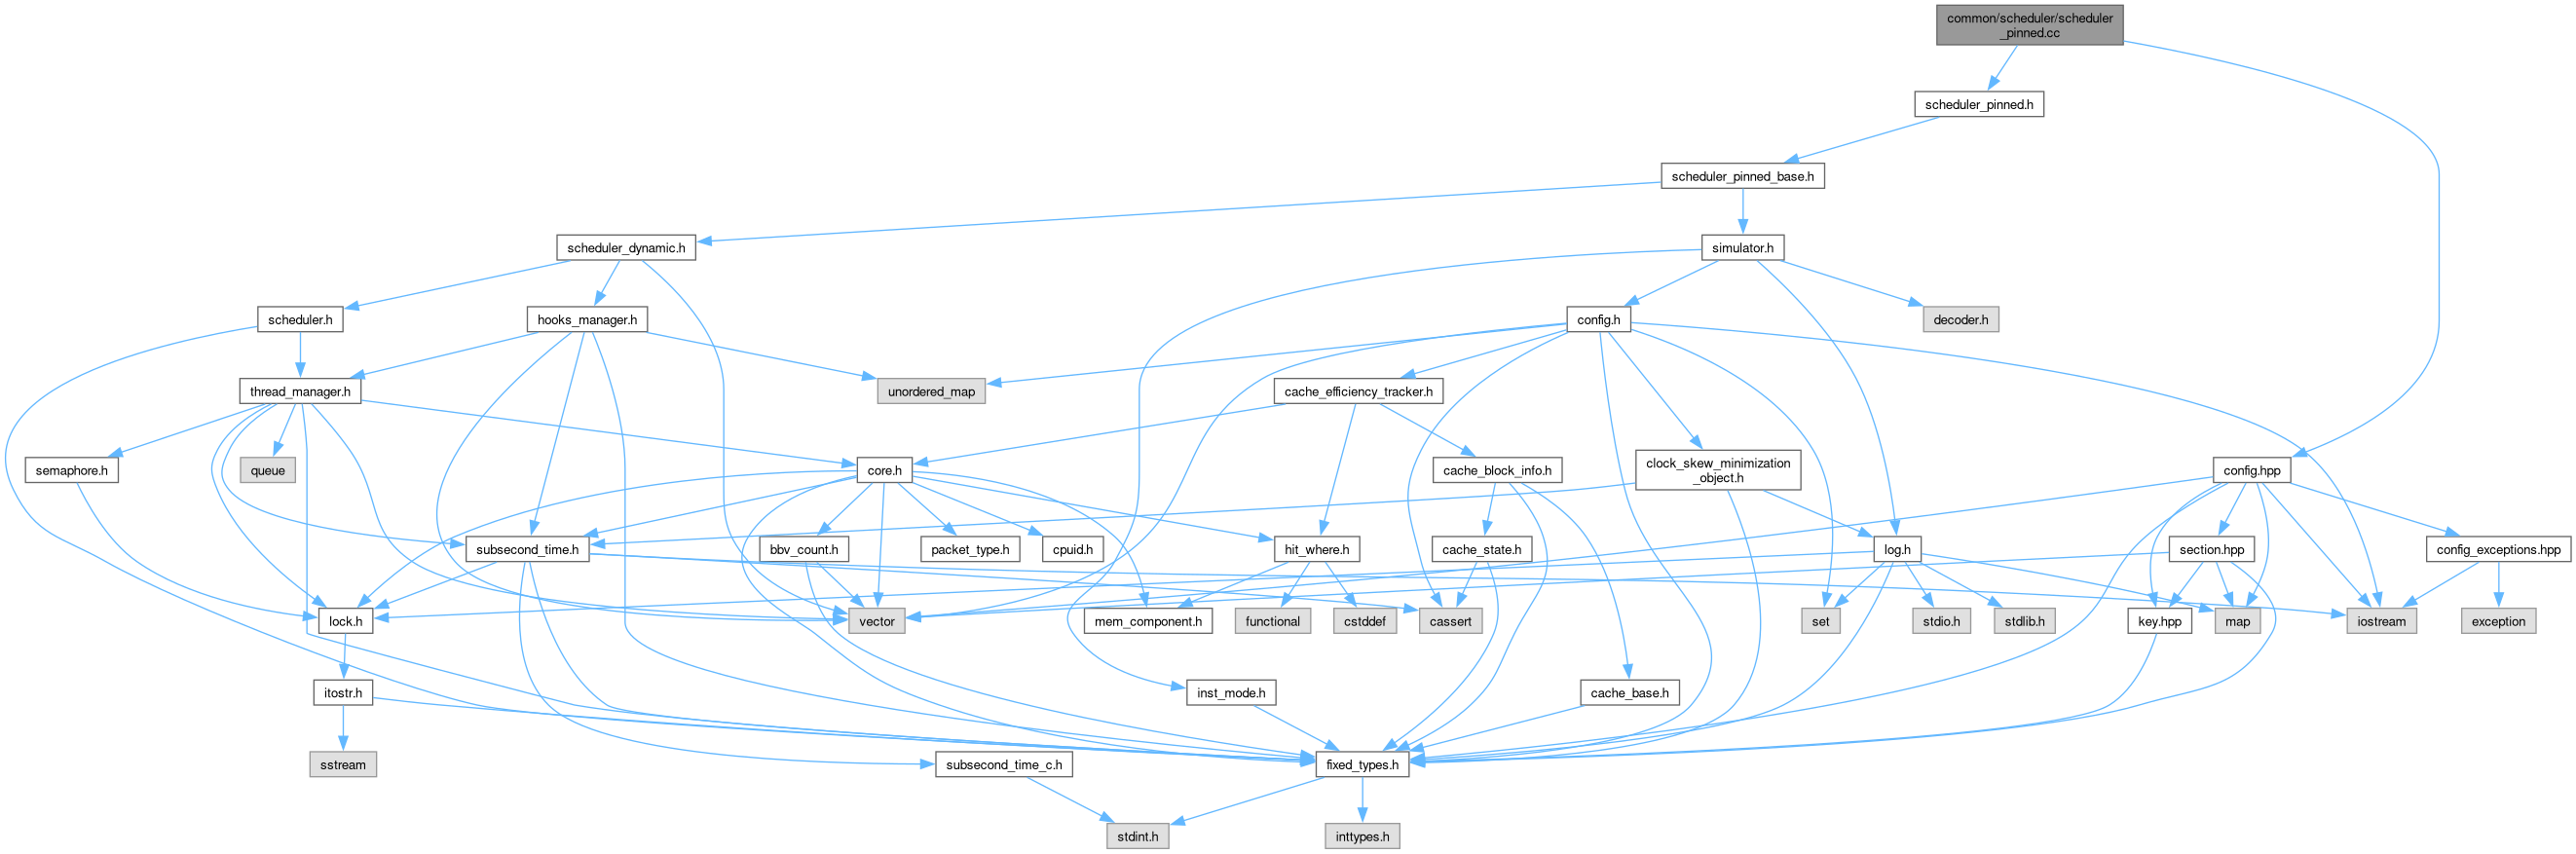 common/scheduler/scheduler
_pinned.cc
scheduler_pinned.h
scheduler_pinned_base.h
scheduler_dynamic.h
simulator.h
scheduler.h
hooks_manager.h
config.h
decoder.h
thread_manager.h
unordered_map
cache_efficiency_tracker.h
semaphore.h
queue
core.h
cache_block_info.h
clock_skew_minimization
_object.h
config.hpp
subsecond_time.h
bbv_count.h
packet_type.h
cpuid.h
hit_where.h
cache_state.h
log.h
section.hpp
config_exceptions.hpp
lock.h
vector
mem_component.h
functional
cstddef
cassert
set
stdio.h
stdlib.h
key.hpp
map
iostream
exception
itostr.h
inst_mode.h
cache_base.h
sstream
subsecond_time_c.h
fixed_types.h
stdint.h
inttypes.h